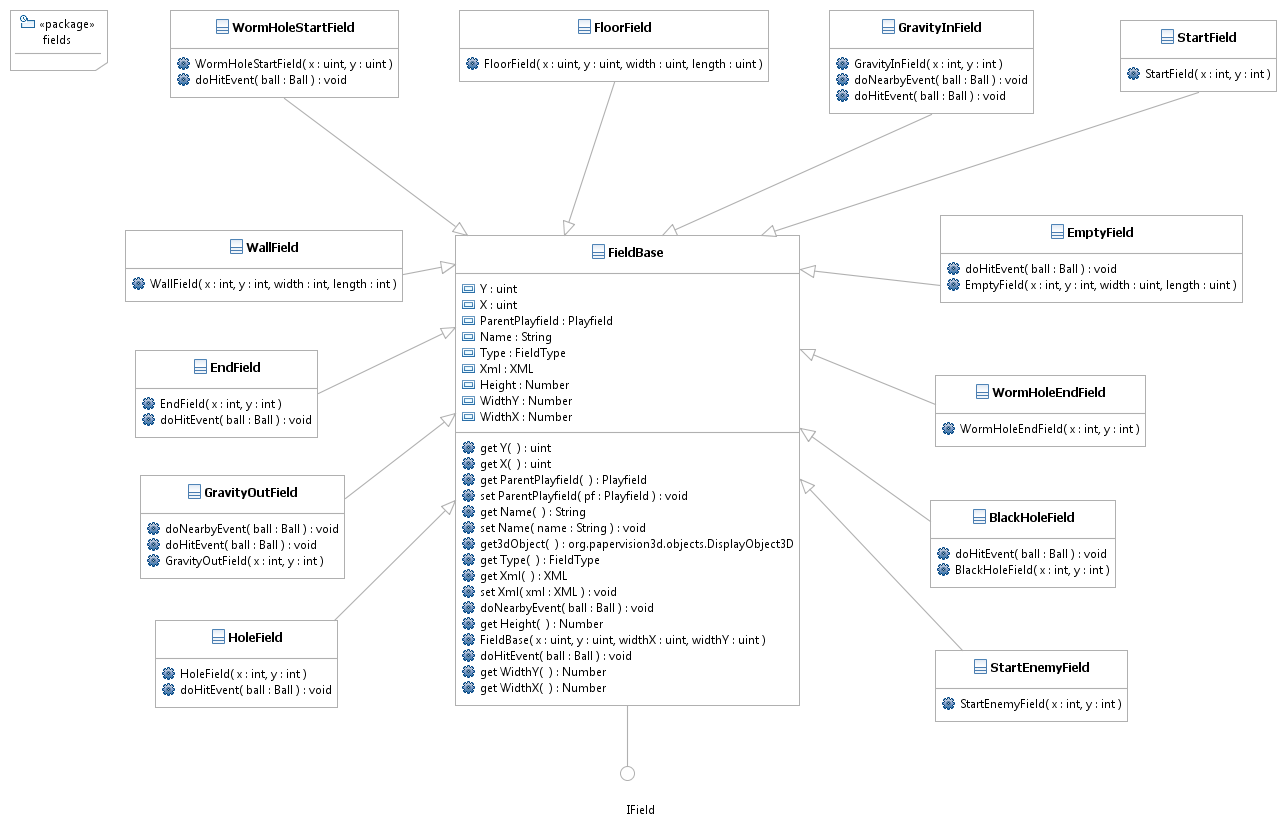 «package»
fields
WormHoleStartField
WormHoleStartField( x : uint, y : uint )
doHitEvent( ball : Ball ) : void
FloorField
FloorField( x : uint, y : uint, width : uint, length : uint )
GravityInField
GravityInField( x : int, y : int )
doNearbyEvent( ball : Ball ) : void
doHitEvent( ball : Ball ) : void
StartField
StartField( x : int, y : int )
WallField
WallField( x : int, y : int, width : int, length : int )
FieldBase
Y : uint
X : uint
ParentPlayfield : Playfield
Name : String
Type : FieldType
Xml : XML
Height : Number
WidthY : Number
WidthX : Number
get Y( ) : uint
get X( ) : uint
get ParentPlayfield( ) : Playfield
set ParentPlayfield( pf : Playfield ) : void
get Name( ) : String
set Name( name : String ) : void
get3dObject( ) : org.papervision3d.objects.DisplayObject3D
get Type( ) : FieldType
get Xml( ) : XML
set Xml( xml : XML ) : void
doNearbyEvent( ball : Ball ) : void
get Height( ) : Number
FieldBase( x : uint, y : uint, widthX : uint, widthY : uint )
doHitEvent( ball : Ball ) : void
get WidthY( ) : Number
get WidthX( ) : Number
EmptyField
doHitEvent( ball : Ball ) : void
EmptyField( x : int, y : int, width : uint, length : uint )
EndField
EndField( x : int, y : int )
doHitEvent( ball : Ball ) : void
WormHoleEndField
WormHoleEndField( x : int, y : int )
GravityOutField
doNearbyEvent( ball : Ball ) : void
doHitEvent( ball : Ball ) : void
GravityOutField( x : int, y : int )
BlackHoleField
doHitEvent( ball : Ball ) : void
BlackHoleField( x : int, y : int )
HoleField
HoleField( x : int, y : int )
doHitEvent( ball : Ball ) : void
StartEnemyField
StartEnemyField( x : int, y : int )
IField